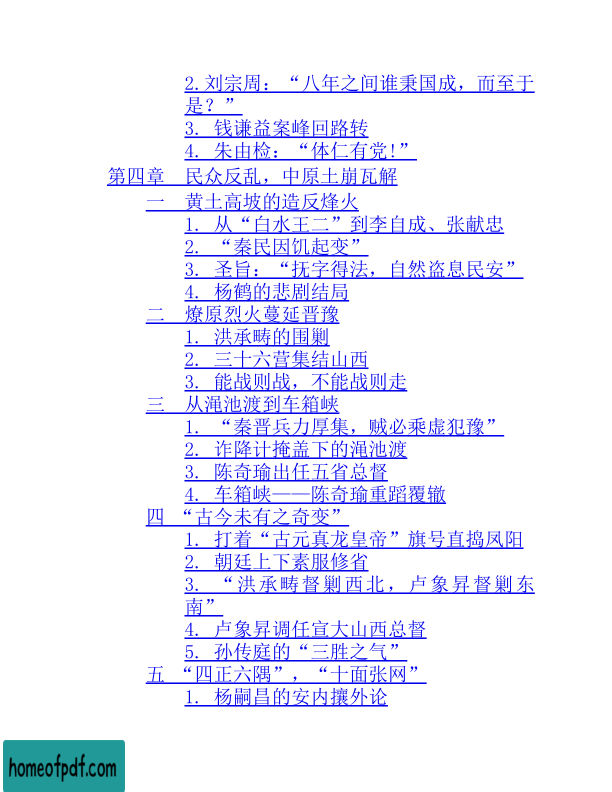 2.刘宗周：“八年之间谁秉国成，而至于
是？”
3. 钱谦益案峰回路转
4. 朱由检：“体仁有党!”
第四章　民众反乱，中原土崩瓦解
一　黄土高坡的造反烽火
1. 从“白水王二”到李自成、张献忠
2. “秦民因饥起变”
3. 圣旨：“抚字得法，自然盗息民安”
4. 杨鹤的悲剧结局
二　燎原烈火蔓延晋豫
1. 洪承畴的围剿
2. 三十六营集结山西
3. 能战则战，不能战则走
三　从渑池渡到车箱峡
1. “秦晋兵力厚集，贼必乘虚犯豫”
2. 诈降计掩盖下的渑池渡
3. 陈奇瑜出任五省总督
4. 车箱峡——陈奇瑜重蹈覆辙
四 “古今未有之奇变”
1. 打着“古元真龙皇帝”旗号直捣凤阳
2. 朝廷上下素服修省
3. “洪承畴督剿西北，卢象昇督剿东
南”
4. 卢象昇调任宣大山西总督
5. 孙传庭的“三胜之气”
五 “四正六隅”，“十面张网”
1. 杨嗣昌的安内攘外论
homeofpdf.com